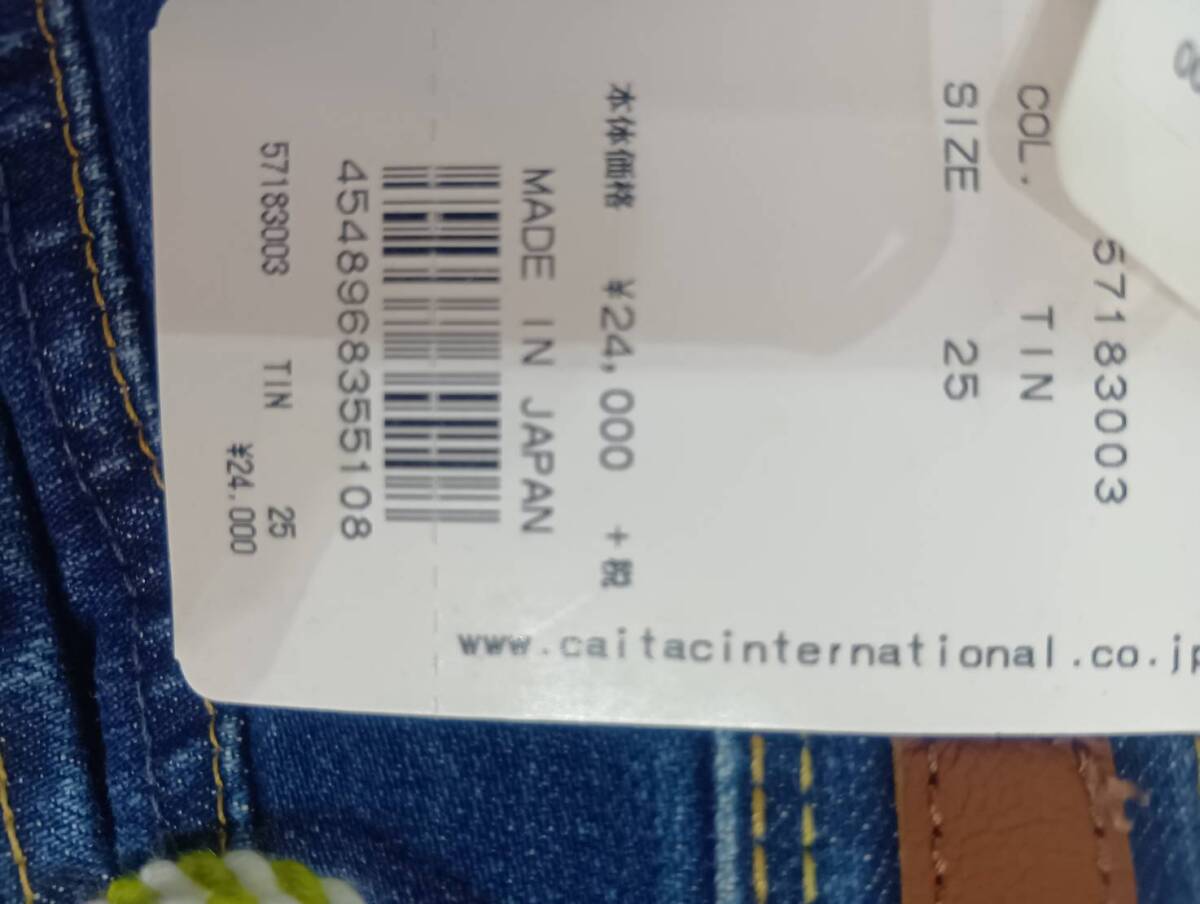 57183003
COL. TIN
SIZE 25
本体価格 ¥24,000 +税
MADE IN JAPAN
4548968355108
57183003 TIN 25
¥24.000
www.caitacinternational.co.jp